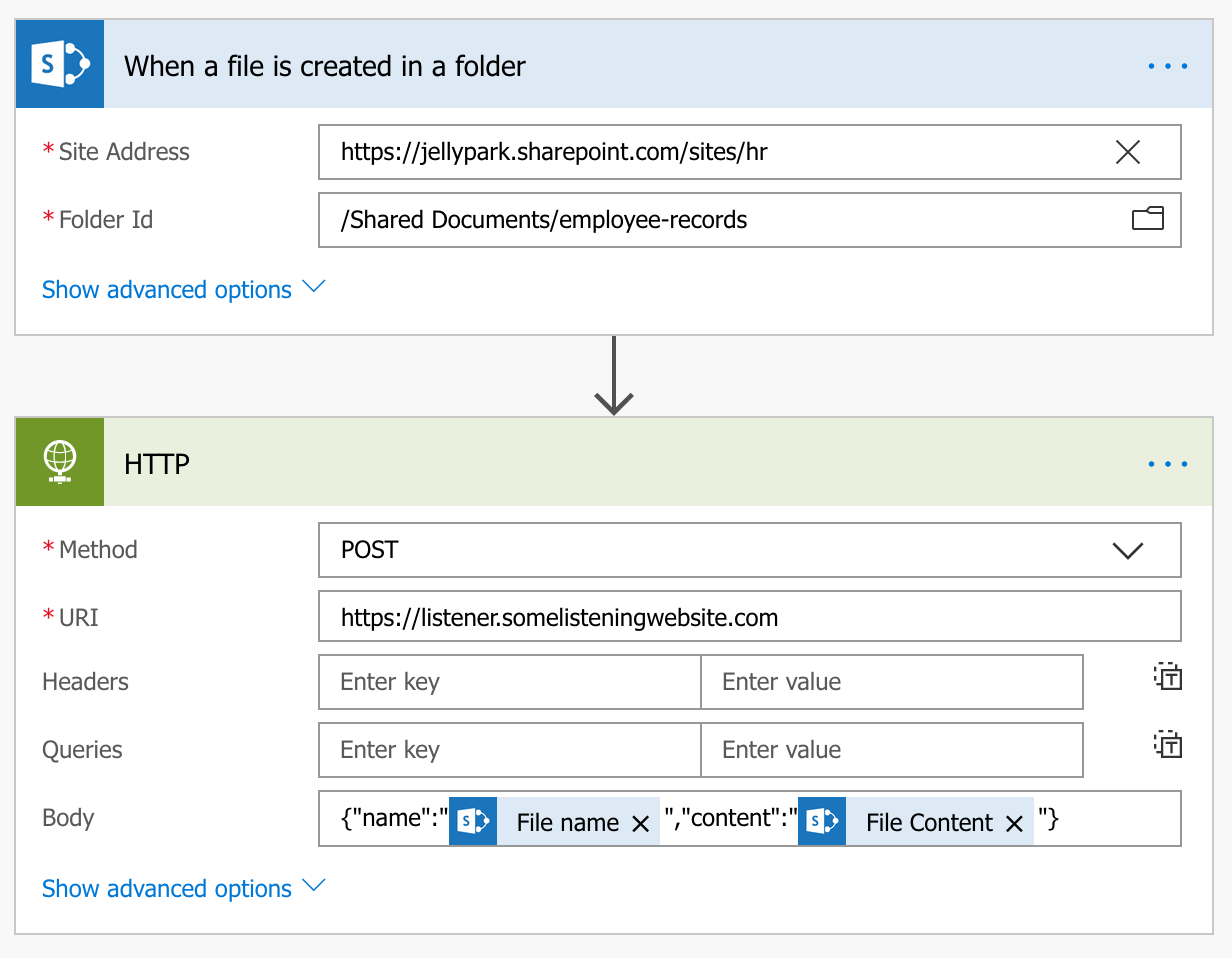 S When a file is created in a folder ...
* Site Address https://jellypark.sharepoint.com/sites/hr
* Folder Id /Shared Documents/employee-records
Show advanced options
HTTP ...
* Method POST
* URI https://listener.somelisteningwebsite.com
Headers Enter key Enter value T
Queries Enter key Enter value T
Body {"name":" S File name × ","content":" S File Content × "}
Show advanced options